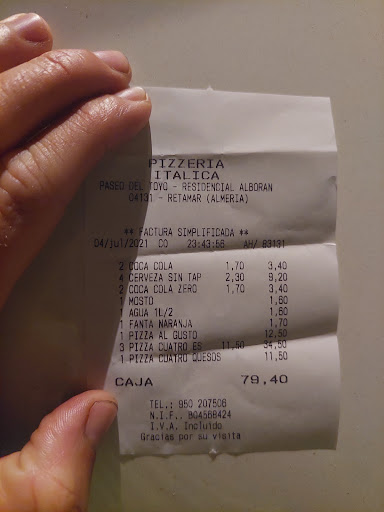 PIZZERIA
ITALICA
PASEO DEL TOYO - RESIDENCIAL ALBORAN
04131 - RETAMAR (ALMERIA)
** FACTURA SIMPLIFICADA **
04/jul/2021 CO 23:43:56 AH/ 83131
2 COCA COLA 1,70 3,40
4 CERVEZA SIN TAP 2,30 9,20
2 COCA COLA ZERO 1,70 3,40
1 MOSTO 1,60
1 AGUA 1L/2 1,60
1 FANTA NARANJA 1,70
1 PIZZA AL GUSTO 12,50
3 PIZZA CUATRO ES 11,50 34,50
1 PIZZA CUATRO QUESOS 11,50
CAJA 79,40
TEL.: 950 207506
N.I.F.: B04568424
I.V.A. Incluido
Gracias por su visita